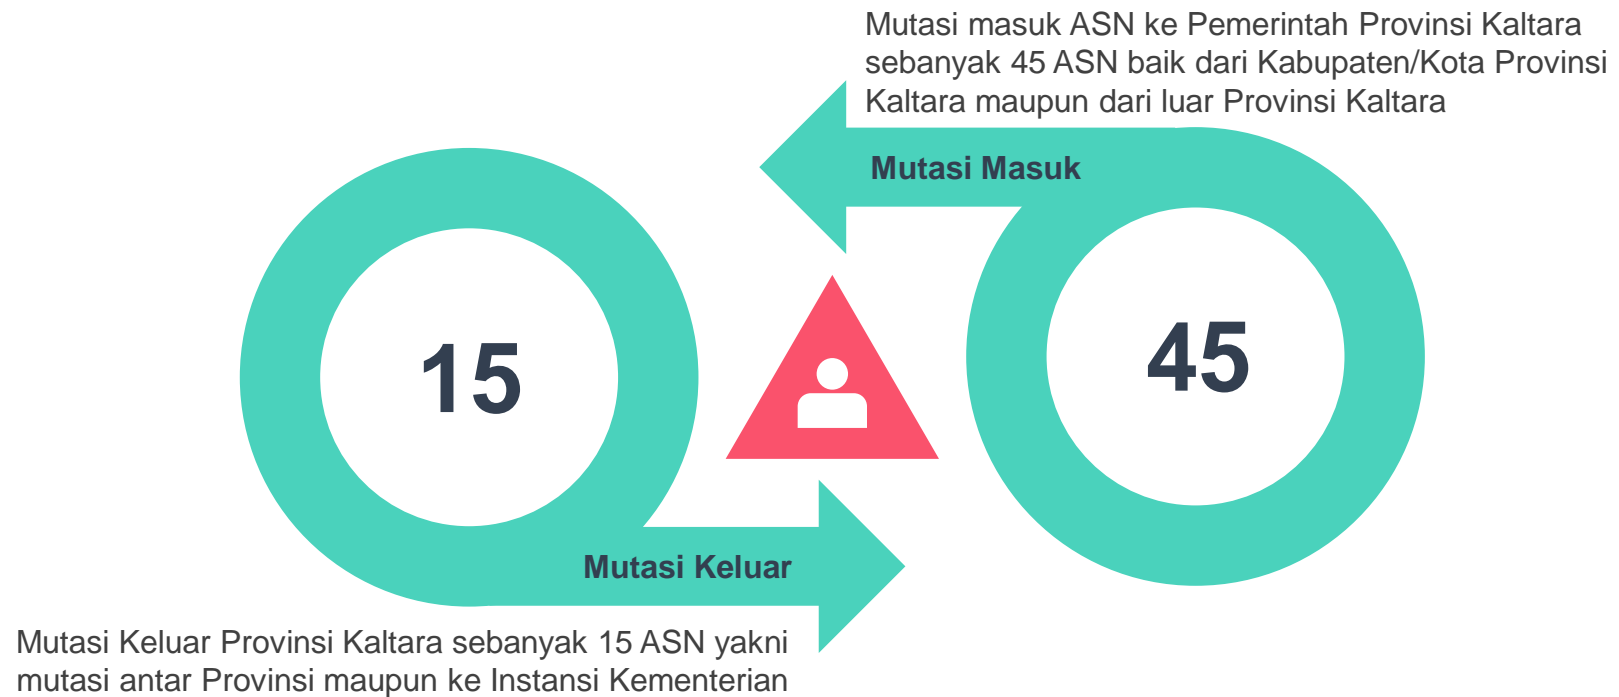 Mutasi masuk ASN ke Pemerintah Provinsi Kaltara
sebanyak 45 ASN baik dari Kabupaten/Kota Provinsi
Kaltara maupun dari luar Provinsi Kaltara
Mutasi Masuk
15
45
Mutasi Keluar
Mutasi Keluar Provinsi Kaltara sebanyak 15 ASN yakni
mutasi antar Provinsi maupun ke Instansi Kementerian